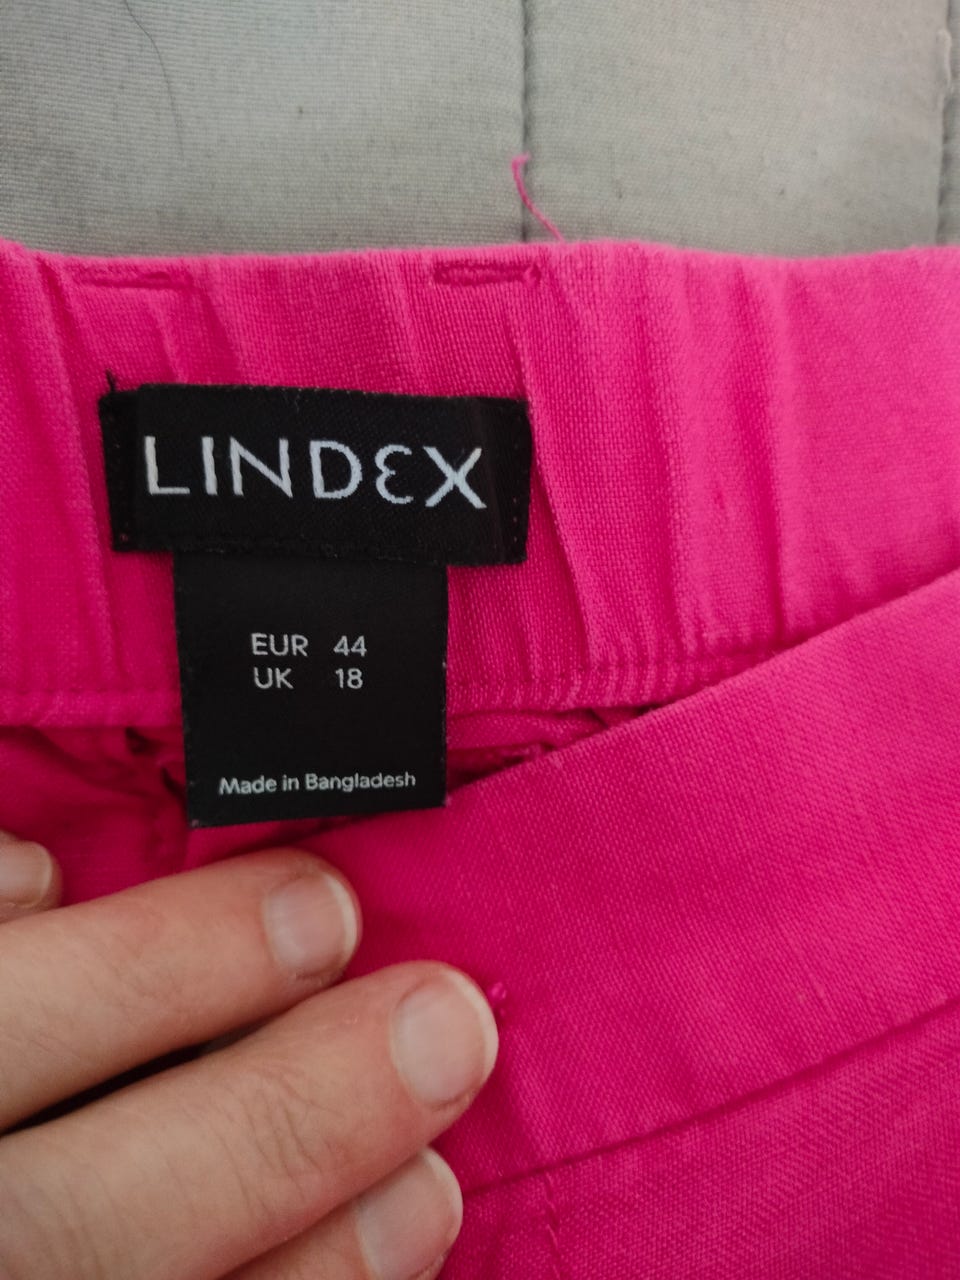 LINDEX
EUR 44
UK 18
Made in Bangladesh